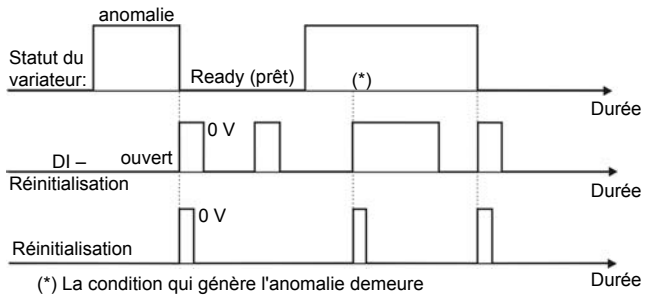 anomalie
Statut du
variateur:
Ready (prêt)
(*)
Durée
0 V
DI – ouvert
Réinitialisation
Durée
0 V
Réinitialisation
Durée
(*) La condition qui génère l'anomalie demeure